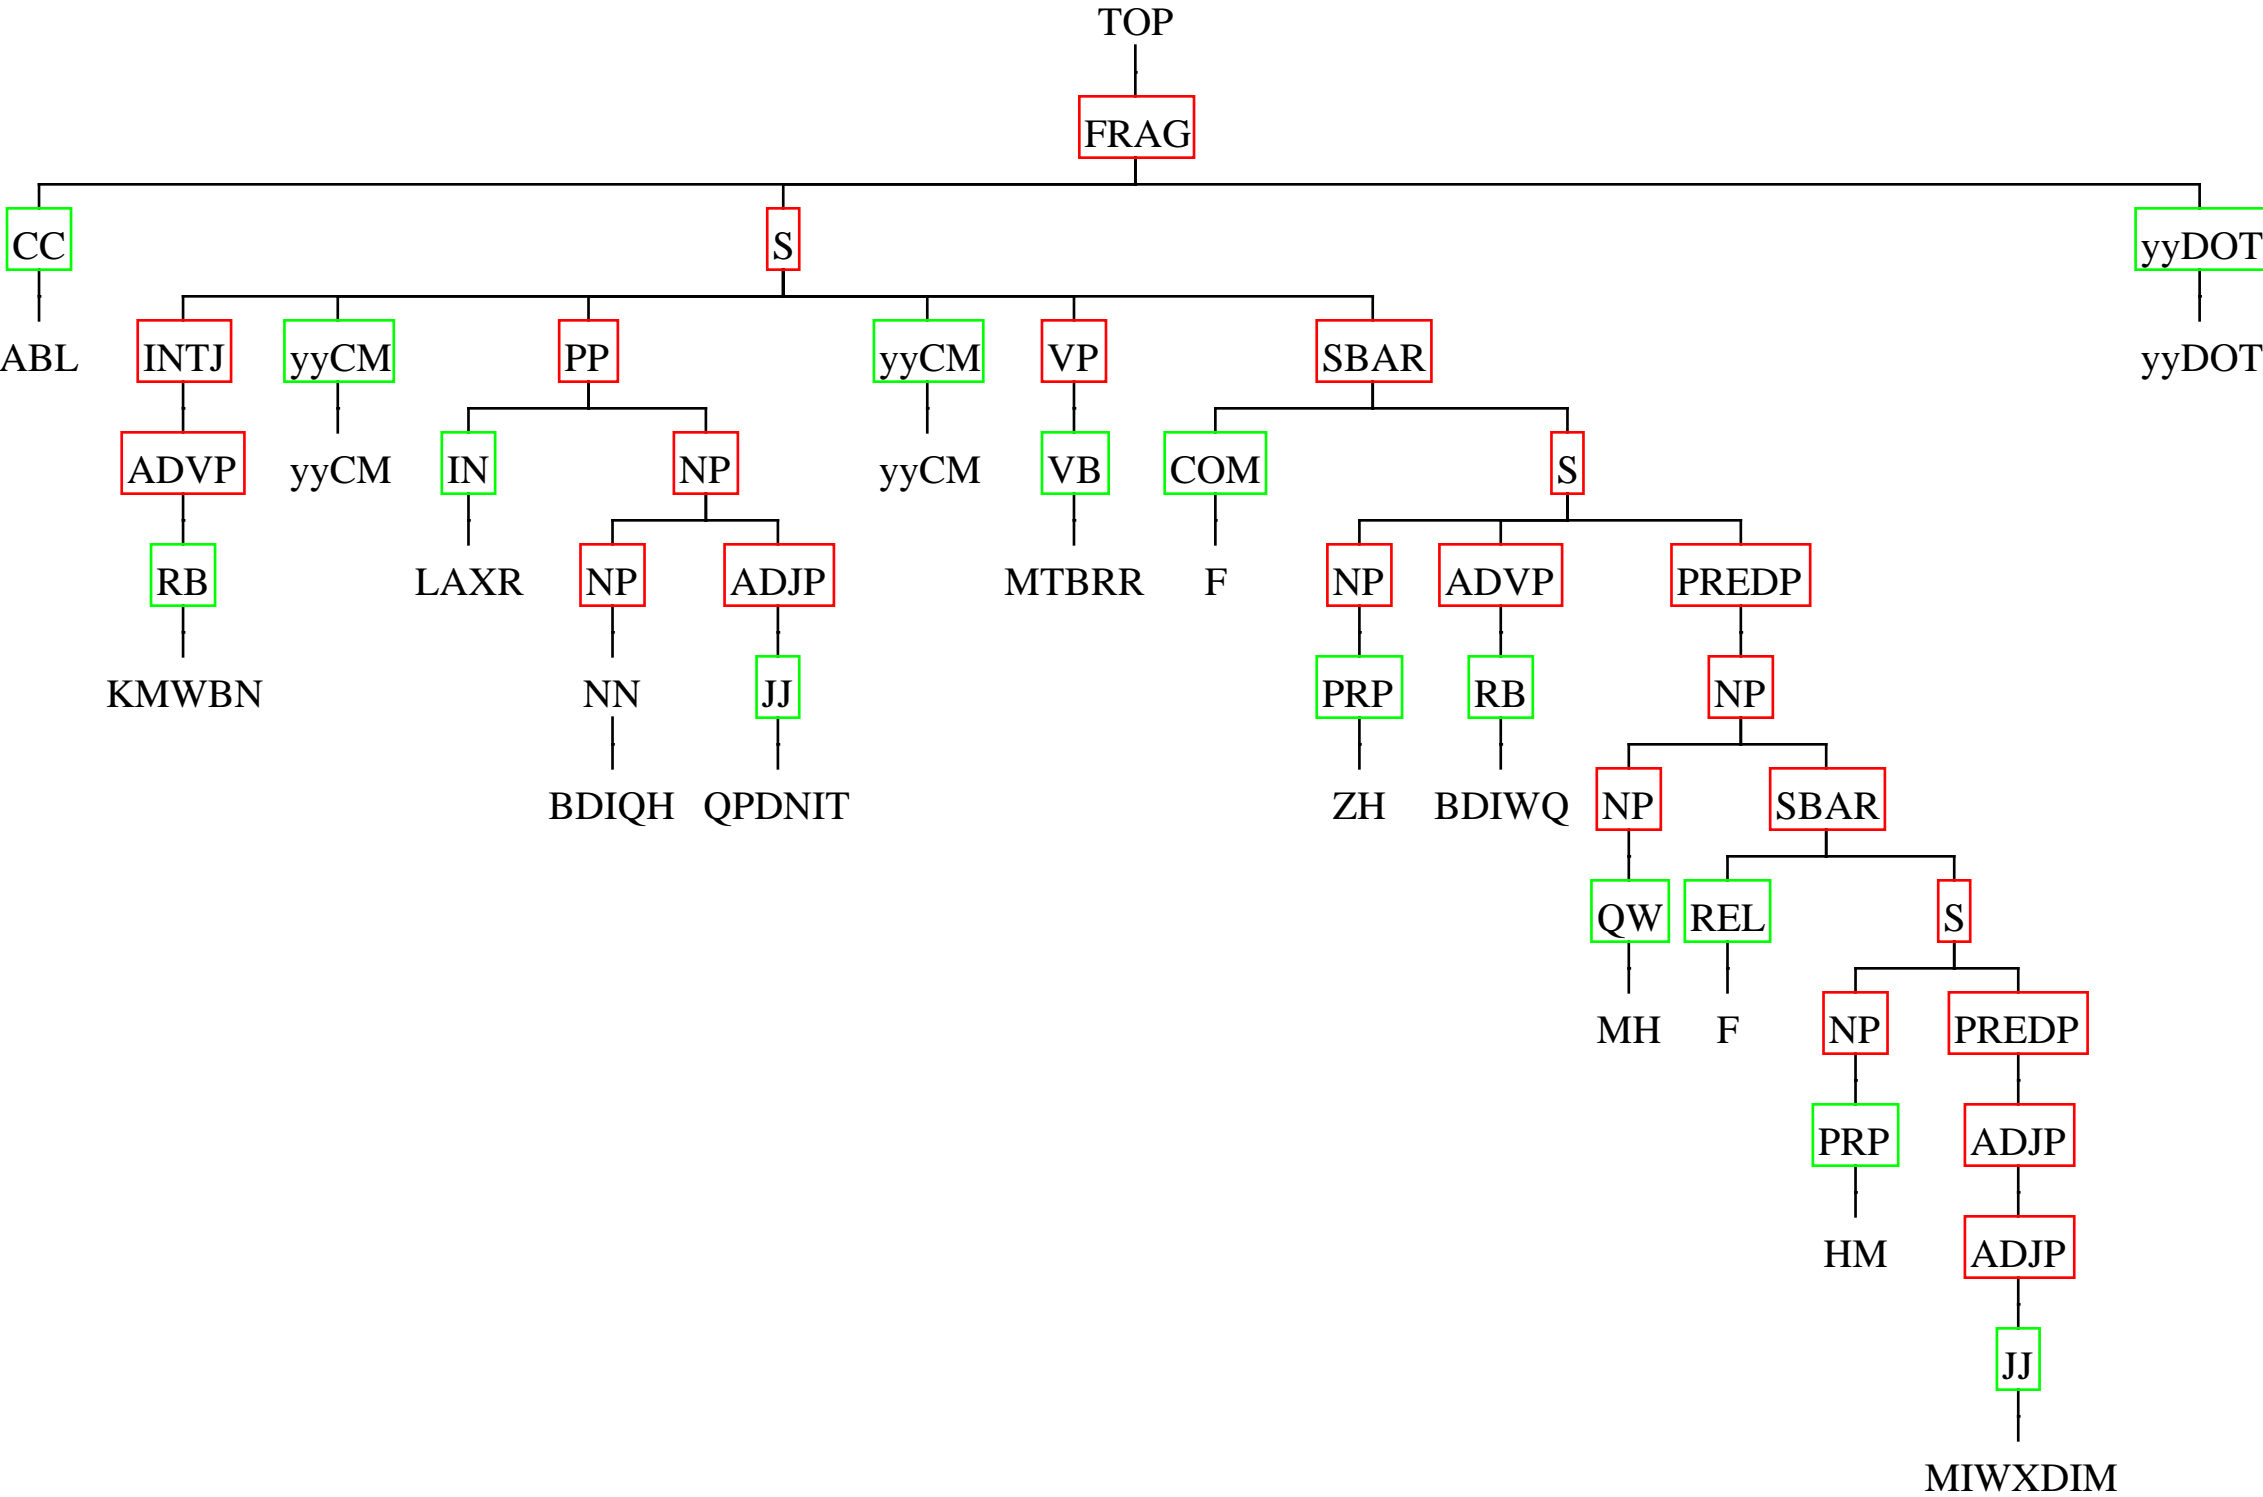 TOP
FRAG
CC S yyDOT
ABL INTJ yyCM PP yyCM VP SBAR yyDOT
ADVP yyCM IN NP yyCM VB COM S
RB LAXR NP ADJP MTBRR F NP ADVP PREDP
KMWBN NN JJ PRP RB NP
BDIQH QPDNIT ZH BDIWQ NP SBAR
QW REL S
MH F NP PREDP
PRP ADJP
HM ADJP
JJ
MIWXDIM